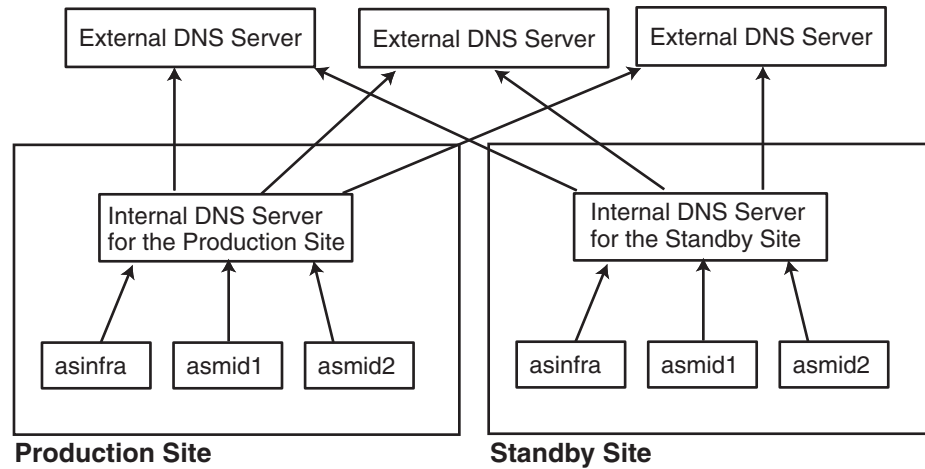 External DNS Server
External DNS Server
External DNS Server
Internal DNS Server
for the Production Site
Internal DNS Server
for the Standby Site
asinfra
asmid1
asmid2
asinfra
asmid1
asmid2
Production Site
Standby Site